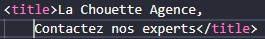 <title>La Chouette Agence,
Contactez nos experts</title>